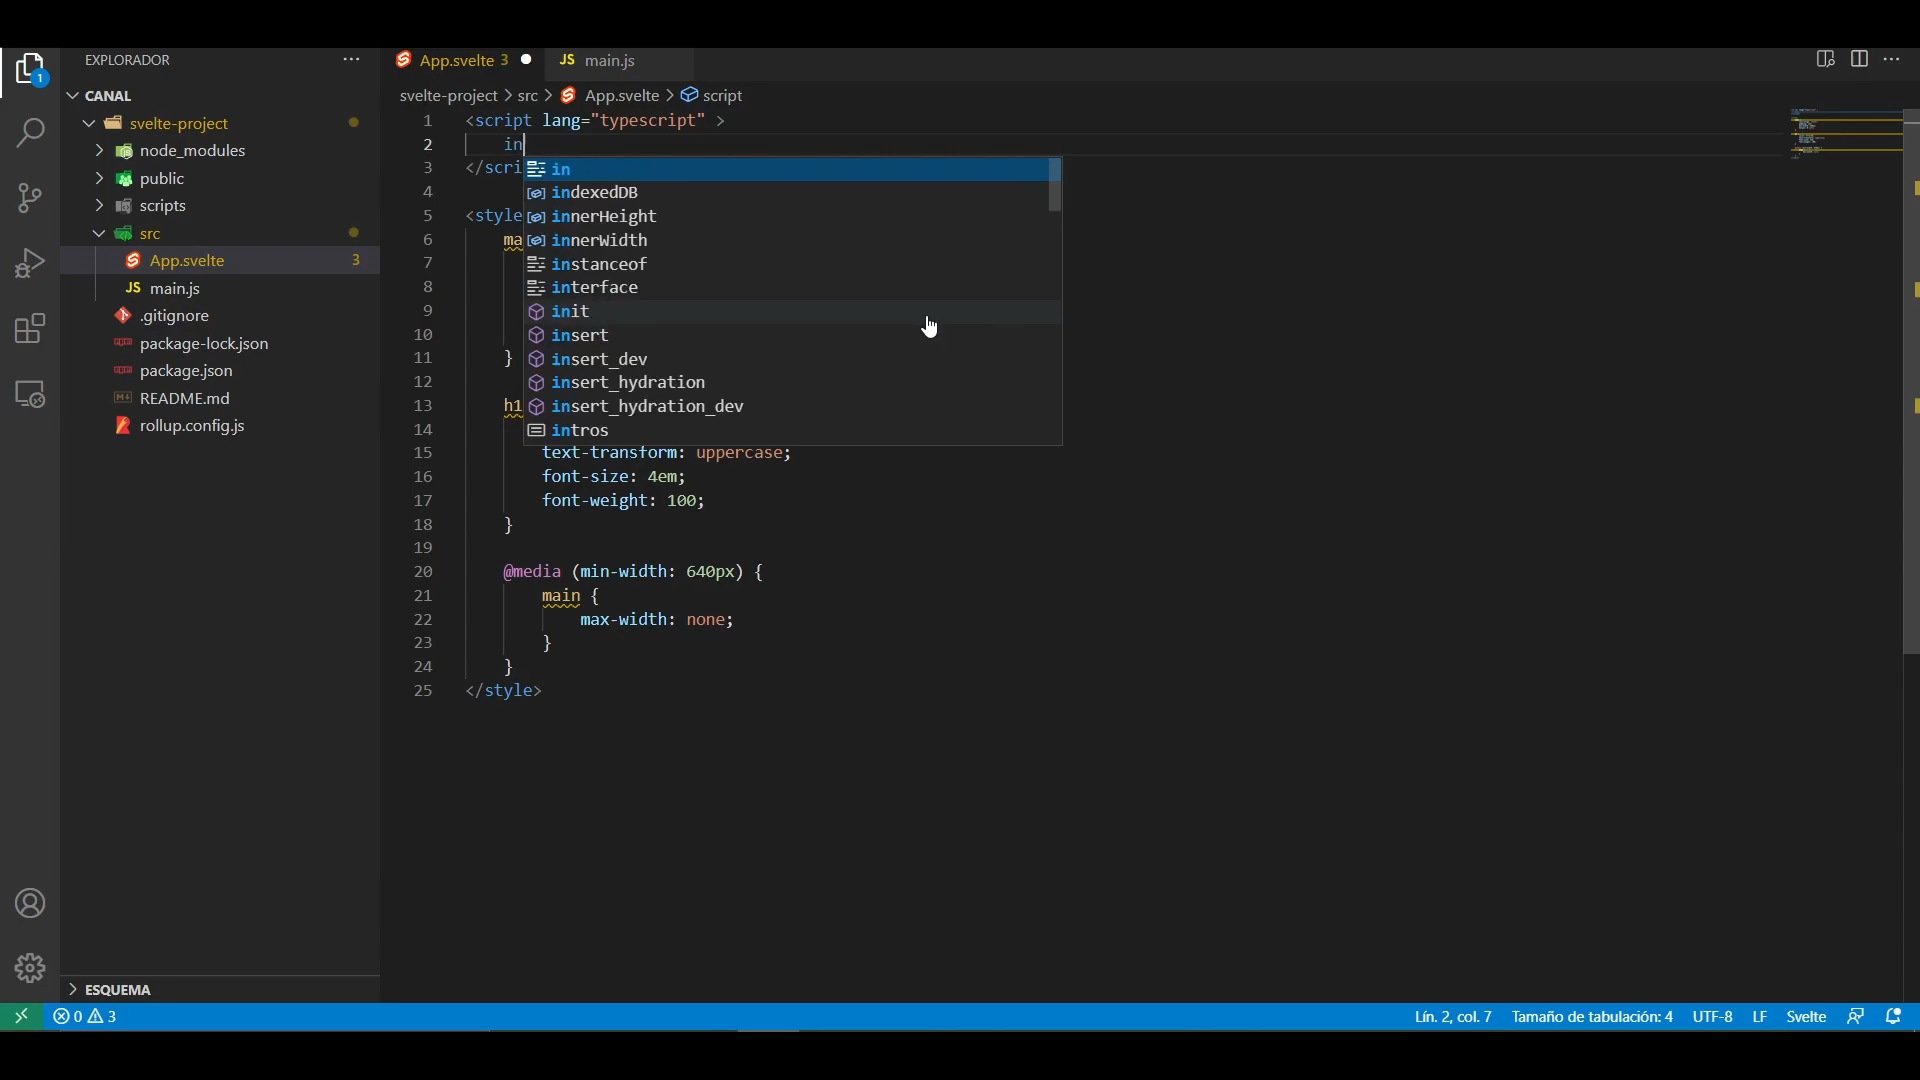 EXPLORADOR
CANAL
svelte-project
node_modules
public
scripts
src
App.svelte 3
JS main.js
.gitignore
package-lock.json
package.json
README.md
rollup.config.js
ESQUEMA
1
App.svelte 3
JS main.js
svelte-project > src > App.svelte > script
1 <script lang="typescript" >
2 in
3 </scri
4
5 <style
6 ma
7
8
9
10
11 }
12
13 h1
14
15 text-transform: uppercase;
16 font-size: 4em;
17 font-weight: 100;
18 }
19
20 @media (min-width: 640px) {
21 main {
22 max-width: none;
23 }
24 }
25 </style>
in
indexedDB
innerHeight
innerWidth
instanceof
interface
init
insert
insert_dev
insert_hydration
insert_hydration_dev
intros
0 3
Lín. 2, col. 7 Tamaño de tabulación: 4 UTF-8 LF Svelte